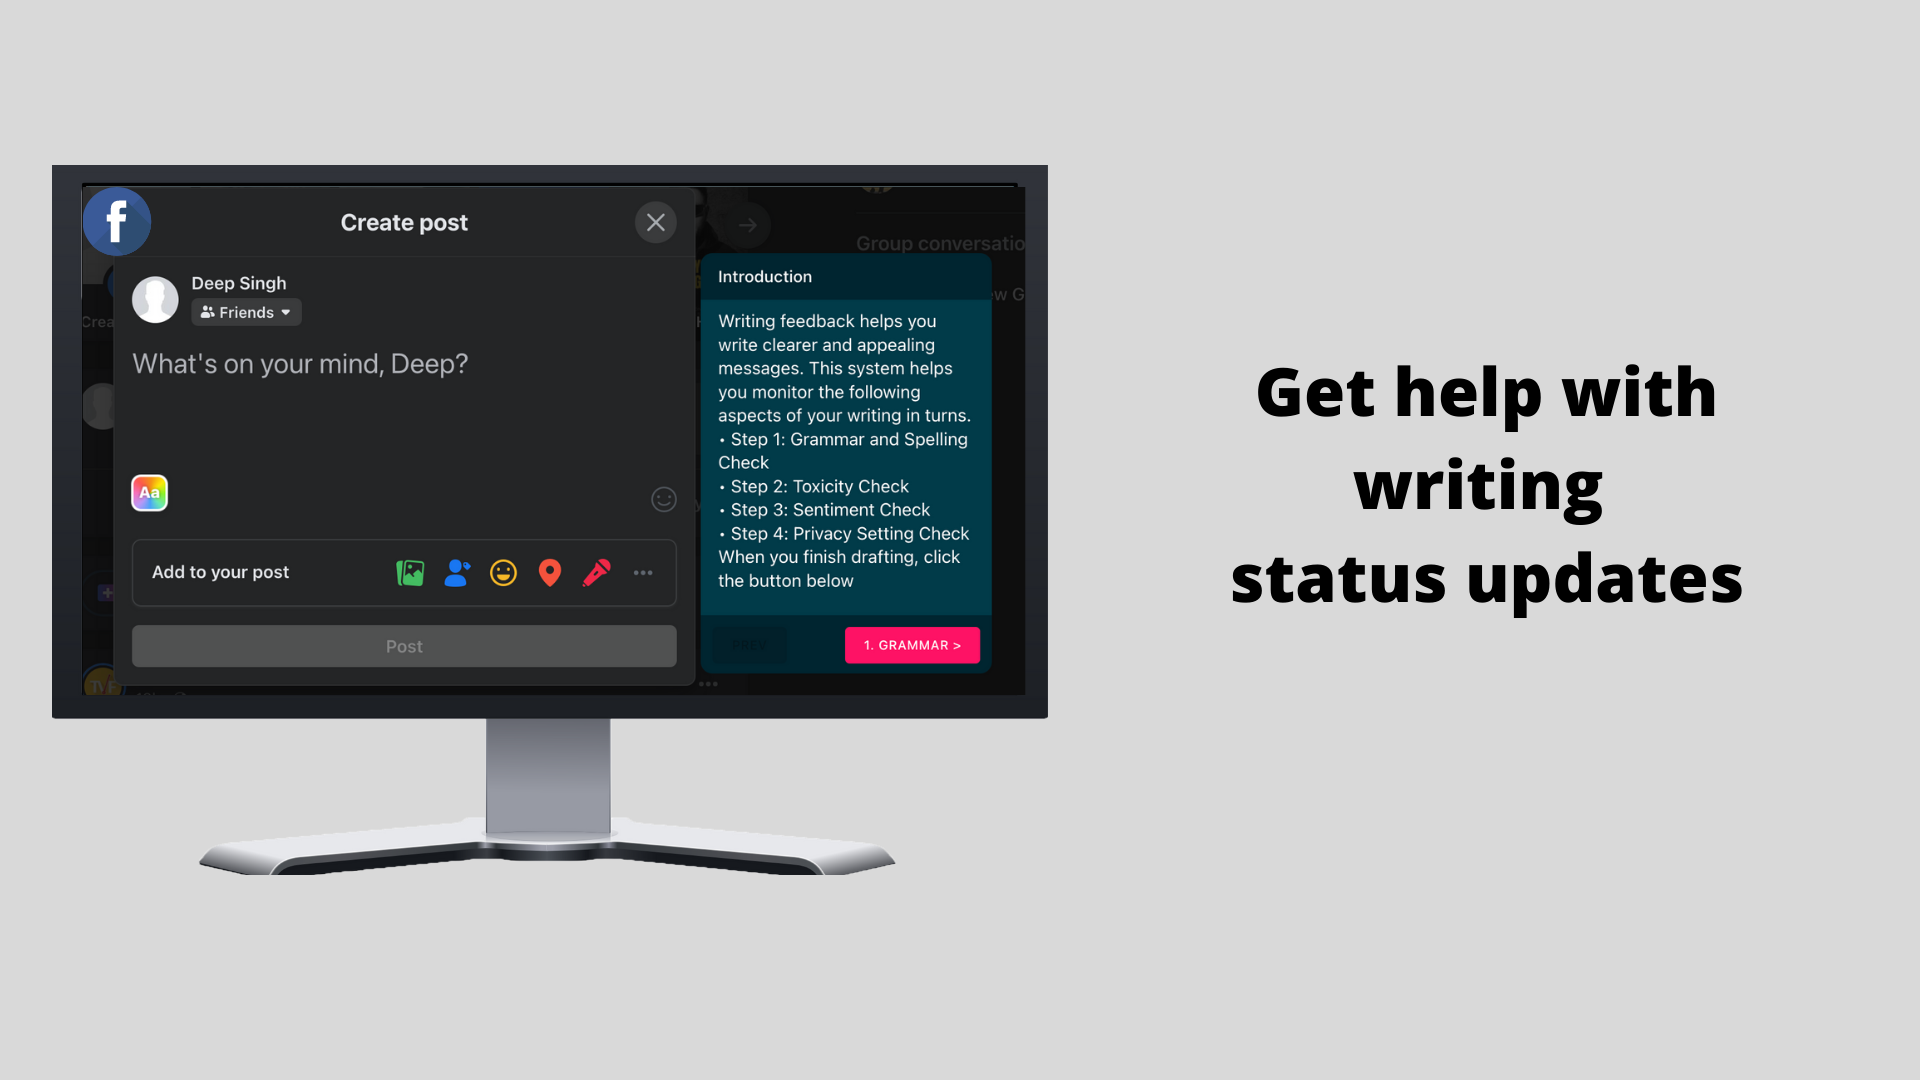 f
Create post
Deep Singh
Friends
What's on your mind, Deep?
Aa
Add to your post
Post
Group conversatio
ew G
Crea
Introduction
Writing feedback helps you
write clearer and appealing
messages. This system helps
you monitor the following
aspects of your writing in turns.
• Step 1: Grammar and Spelling
Check
• Step 2: Toxicity Check
• Step 3: Sentiment Check
• Step 4: Privacy Setting Check
When you finish drafting, click
the button below
PREV
1. GRAMMAR >
Get help with
writing
status updates